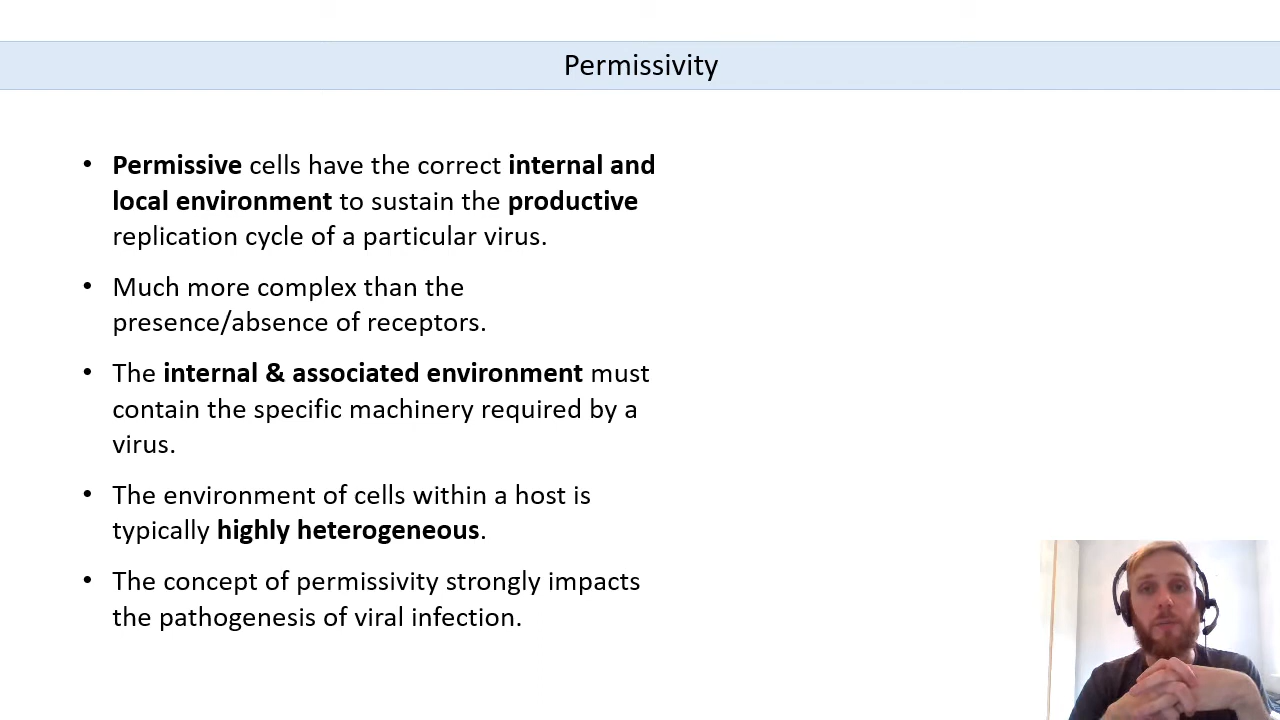 Permissivity
• Permissive cells have the correct internal and
local environment to sustain the productive
replication cycle of a particular virus.
• Much more complex than the
presence/absence of receptors.
• The internal & associated environment must
contain the specific machinery required by a
virus.
• The environment of cells within a host is
typically highly heterogeneous.
• The concept of permissivity strongly impacts
the pathogenesis of viral infection.